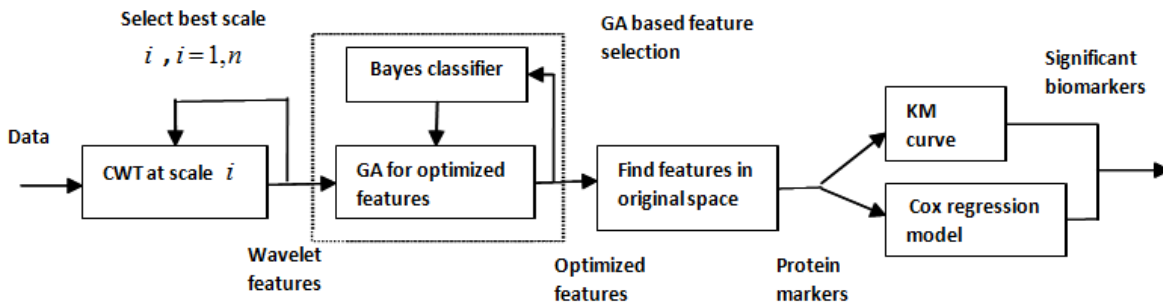 Select best scale
i , i = 1, n
GA based feature
selection
Significant
biomarkers
Data
CWT at scale i
Bayes classifier
GA for optimized
features
Find features in
original space
KM
curve
Cox regression
model
Wavelet
features
Optimized
features
Protein
markers